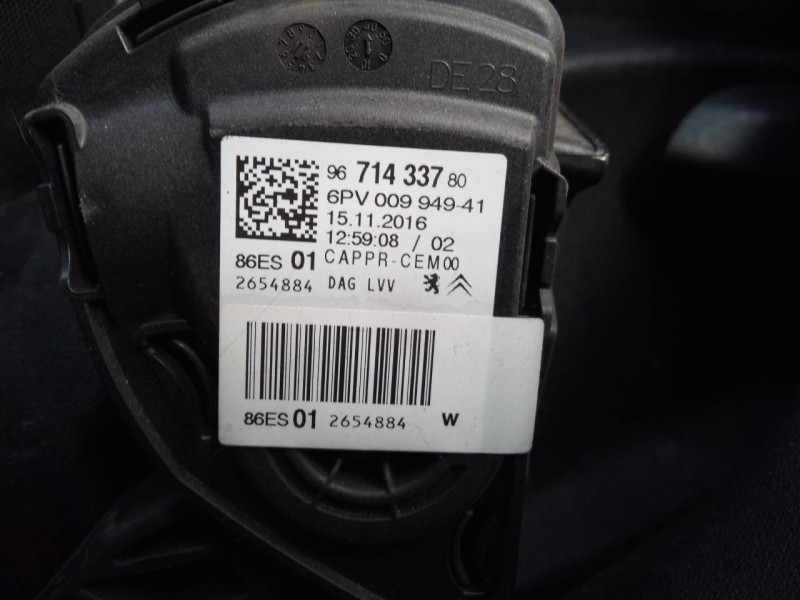 DE 28
96 714 337 80
6PV 009 949-41
15.11.2016
12:59:08 / 02
86ES 01 CAPPR-CEM00
2654884 DAG LVV
86ES 01 2654884 W